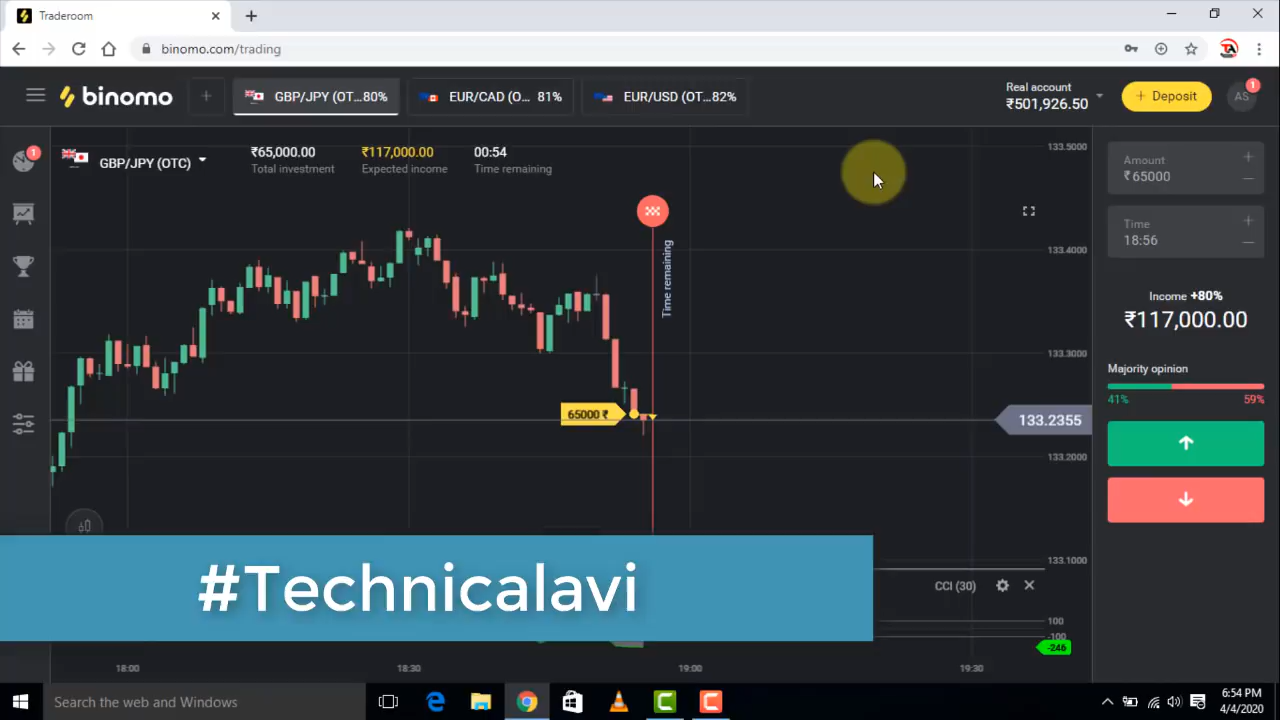 Traderoom
binomo.com/trading
binomo
GBP/JPY (OT...80%
EUR/CAD (O... 81%
EUR/USD (OT...82%
Real account
₹501,926.50
+ Deposit
AS
1
1
GBP/JPY (OTC)
₹65,000.00
Total investment
₹117,000.00
Expected income
00:54
Time remaining
Time remaining
65000 ₹
133.5000
133.4000
133.3000
133.2355
133.2000
133.1000
Amount
₹65000
Time
18:56
Income +80%
₹117,000.00
Majority opinion
41%
59%
#Technicalavi
CCI (30)
100
-100
-246
18:00
18:30
19:00
19:30
Search the web and Windows
6:54 PM
4/4/2020